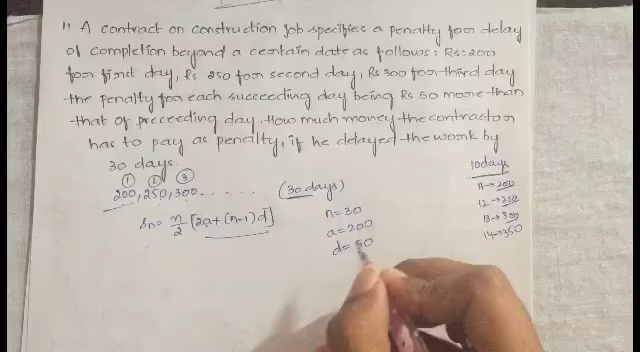 11. A contract on construction job specifies a penalty for delay
of completion beyond a certain date as follows: Rs: 200
for first day, Rs 250 for second day, Rs 300 for third day
the penalty for each succeeding day being Rs 50 more than
that of preceeding day. How much money the contractor
has to pay as penalty, if he delayed the work by
30 days.
① ② ③
200, 250, 300 . . . . . . (30 days)
Sn = n/2 [2a + (n-1)d]
n=30
a=200
d=50
10 days
11→200
12→250
13→300
14→350